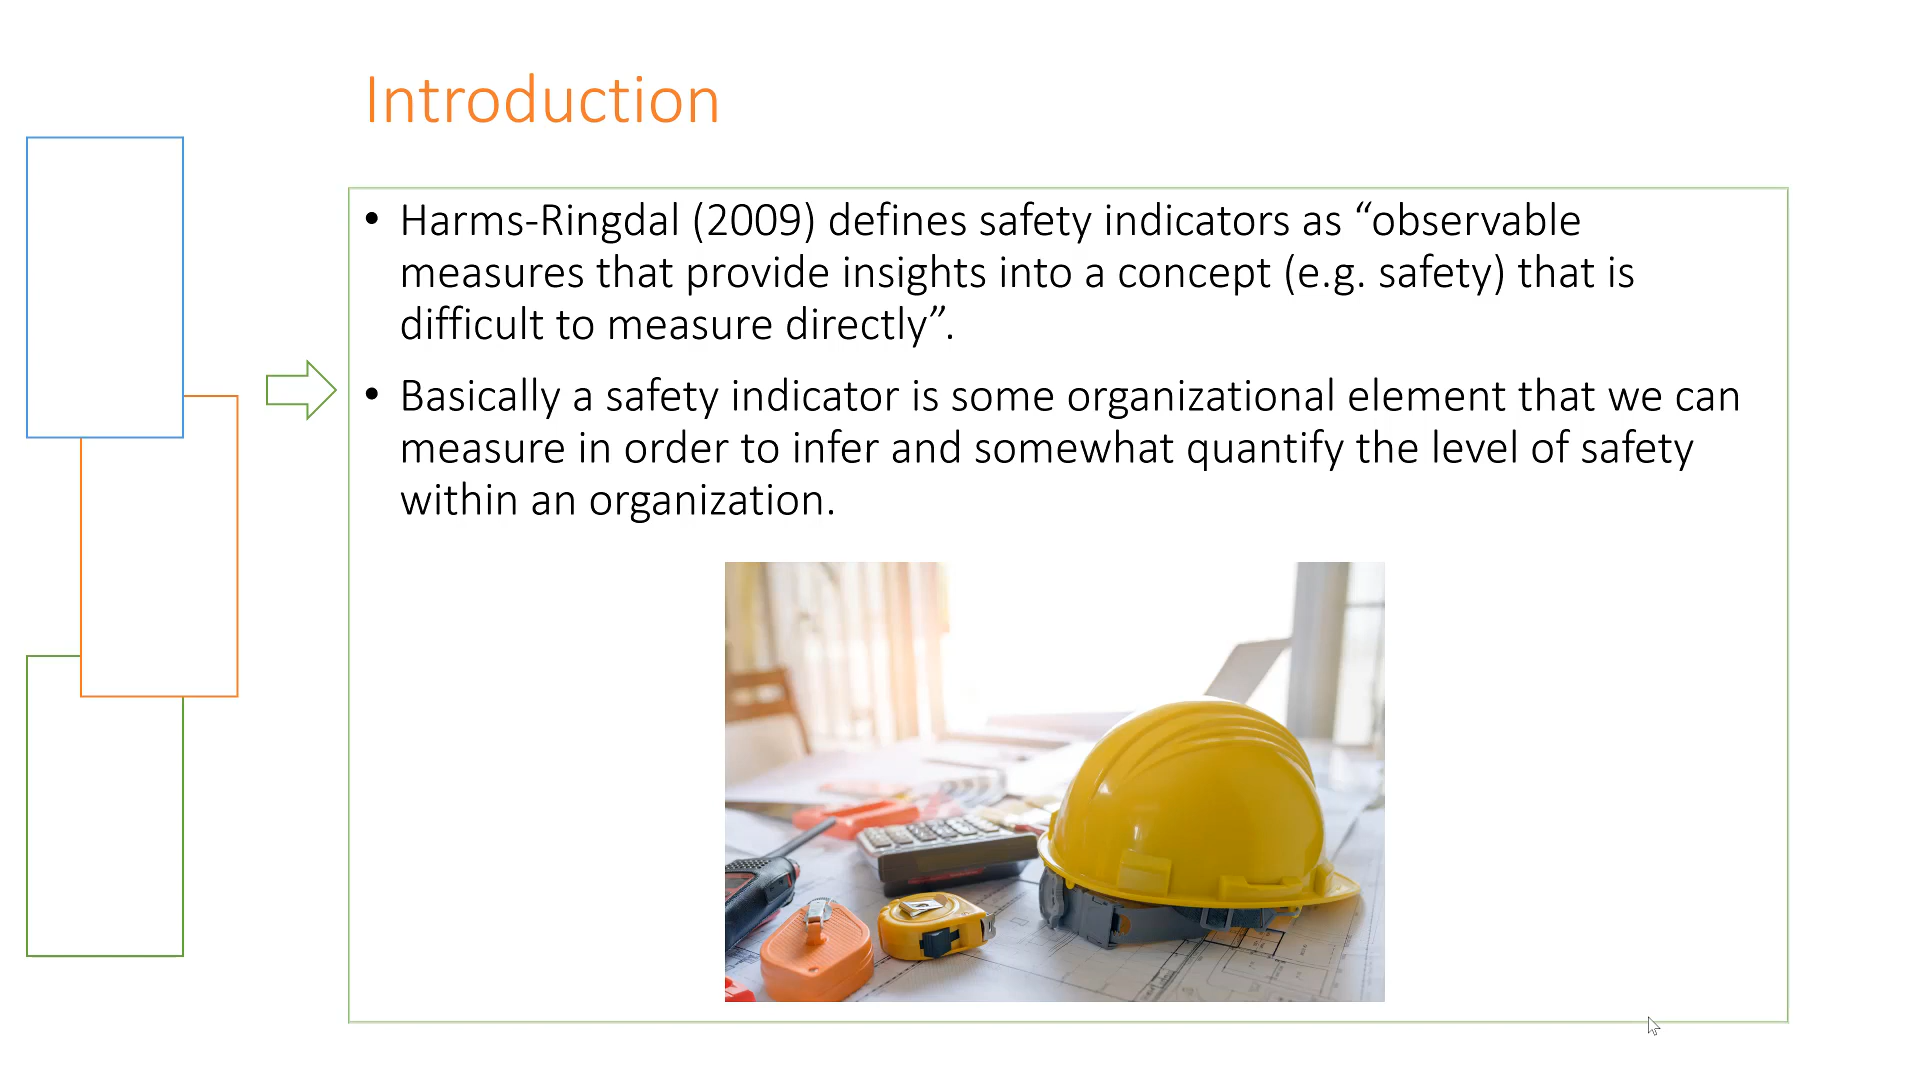 Introduction
• Harms-Ringdal (2009) defines safety indicators as “observable
measures that provide insights into a concept (e.g. safety) that is
difficult to measure directly”.
• Basically a safety indicator is some organizational element that we can
measure in order to infer and somewhat quantify the level of safety
within an organization.